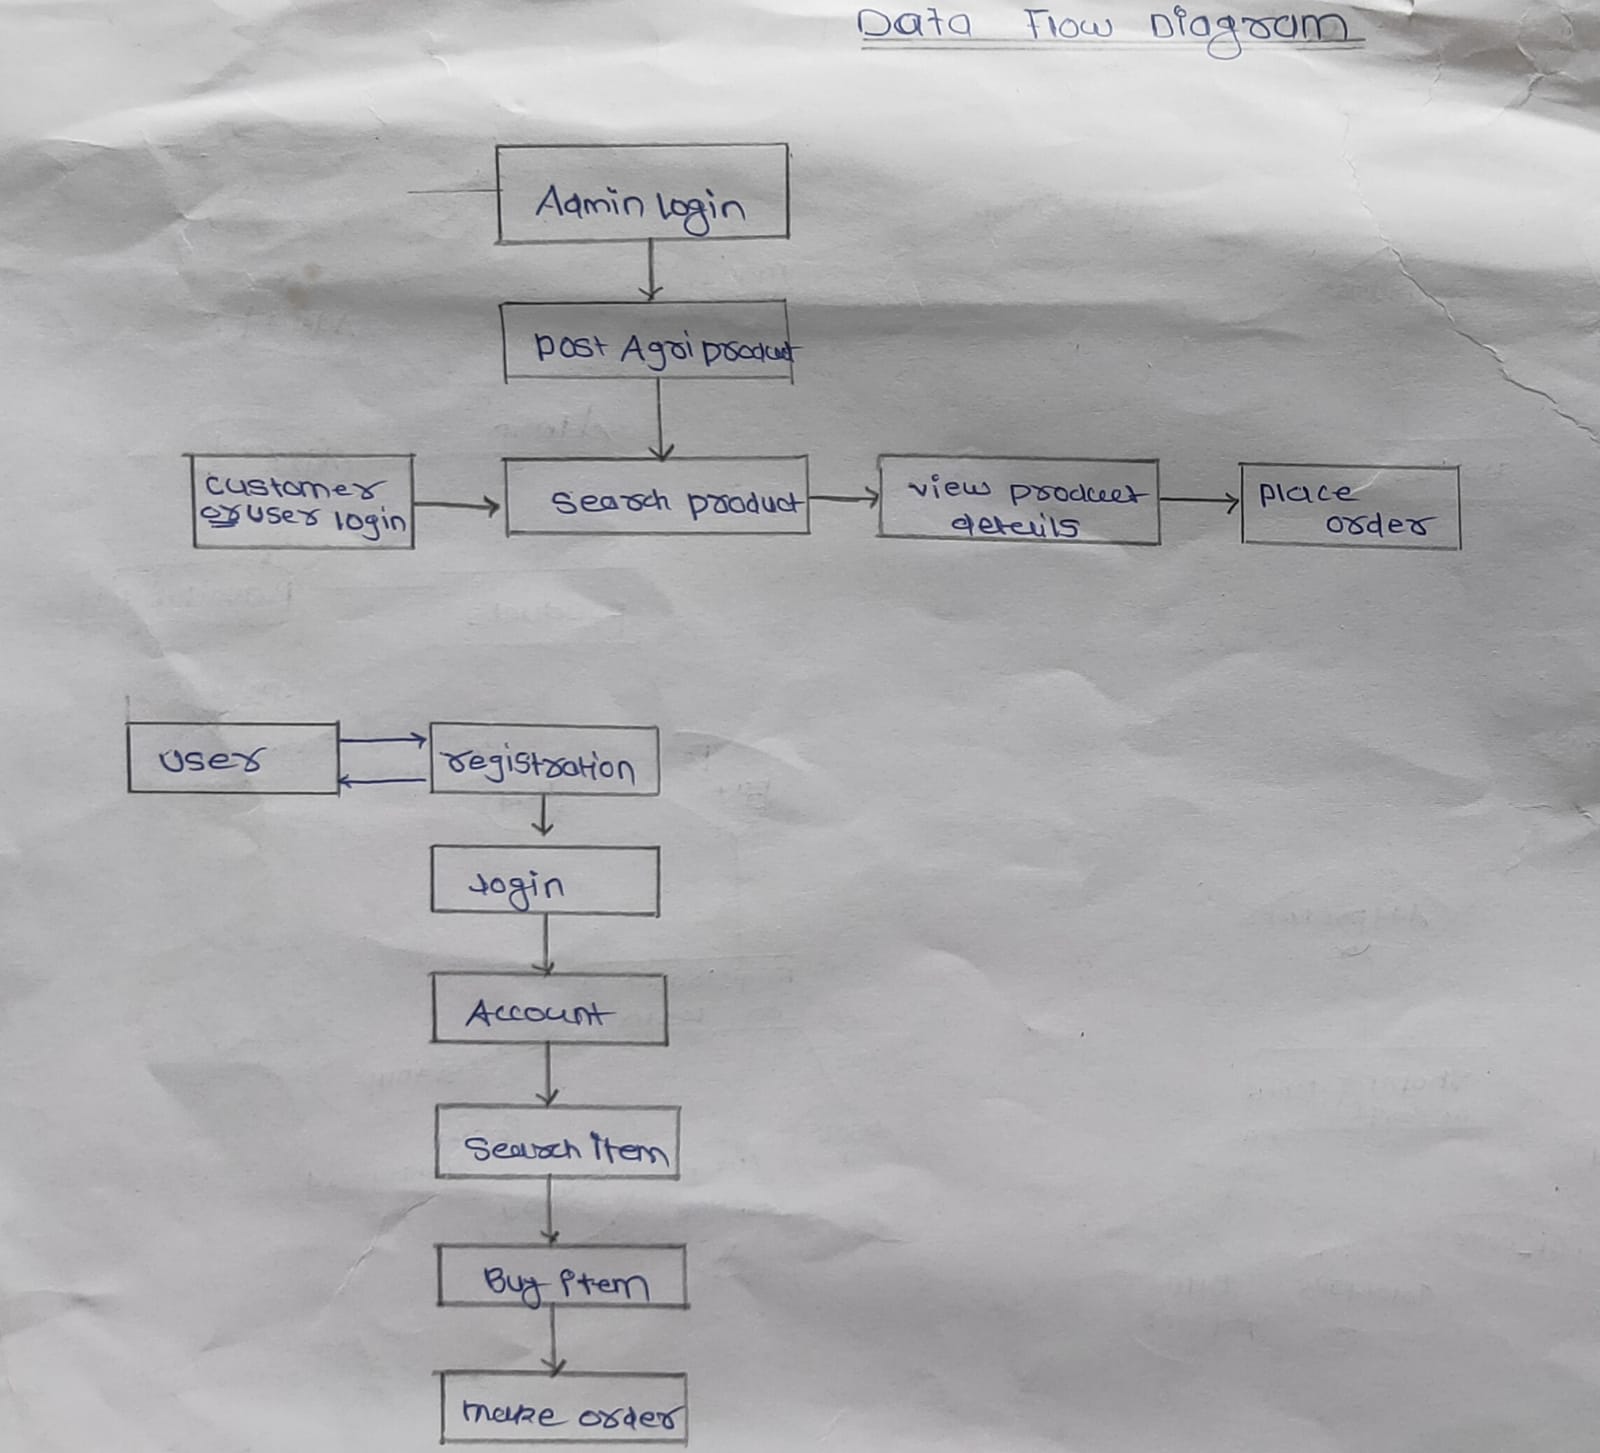 Data Flow Diagram
Admin login
post Agri product
customer
or user login
search product
view product
details
place
order
user
registration
login
Account
Search item
Buy item
make order